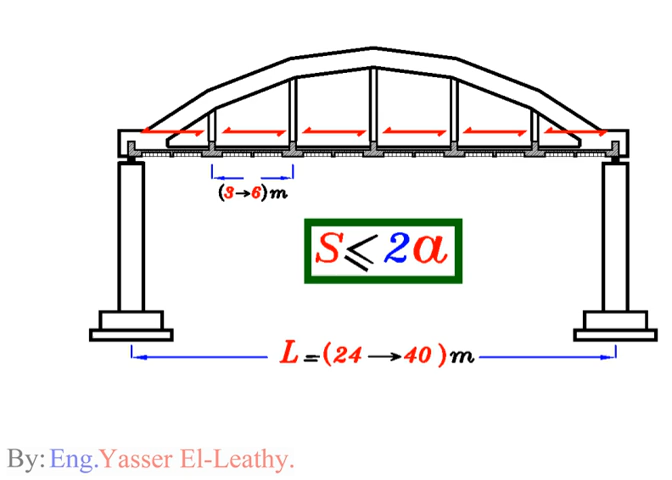 (3→6)m
S⩽2a
L=(24→40)m
By:Eng.Yasser El-Leathy.